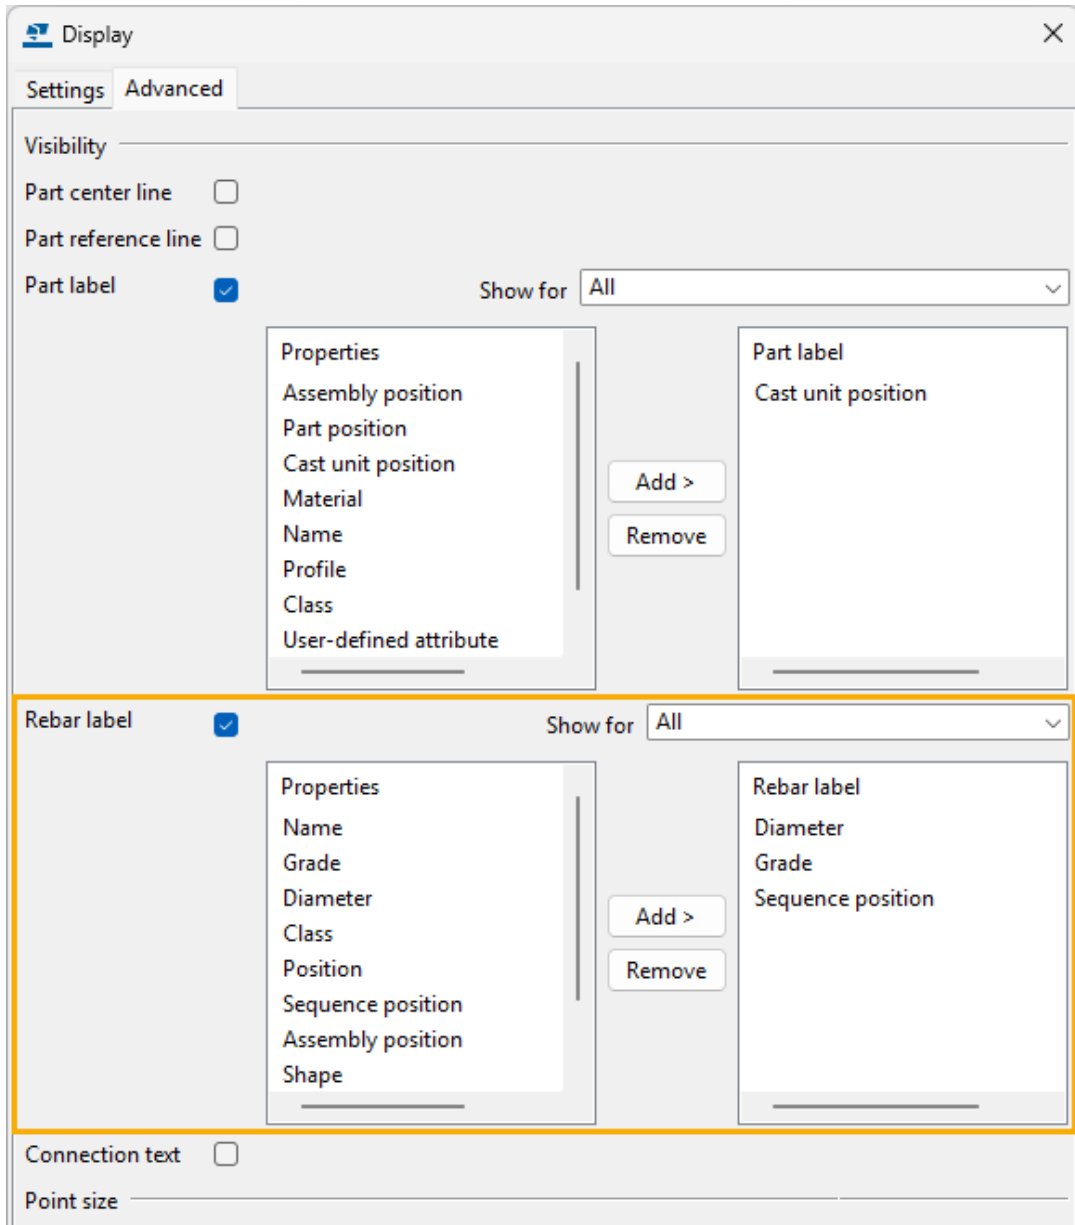 Display
Settings Advanced
Visibility
Part center line
Part reference line
Part label
Show for All
Properties
Assembly position
Part position
Cast unit position
Material
Name
Profile
Class
User-defined attribute
Add >
Remove
Part label
Cast unit position
Rebar label
Show for All
Properties
Name
Grade
Diameter
Class
Position
Sequence position
Assembly position
Shape
Add >
Remove
Rebar label
Diameter
Grade
Sequence position
Connection text
Point size